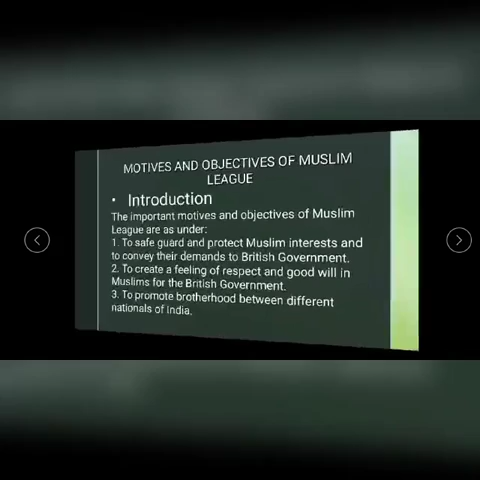 MOTIVES AND OBJECTIVES OF MUSLIM
LEAGUE
• Introduction
The important motives and objectives of Muslim
League are as under:
1. To safe guard and protect Muslim interests and
to convey their demands to British Government.
2. To create a feeling of respect and good will in
Muslims for the British Government.
3. To promote brotherhood between different
nationals of India.